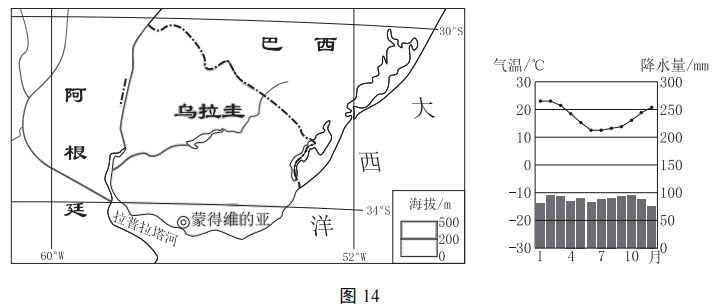 30°S
巴 西
阿根廷
乌拉圭
大西洋
34°S
拉普拉塔河
蒙得维的亚
60°W
52°W
海拔/m
500
200
0
气温/℃
降水量/mm
30
20
10
0
-10
-20
-30
300
250
200
150
100
50
0
1 4 7 10 月
图 14